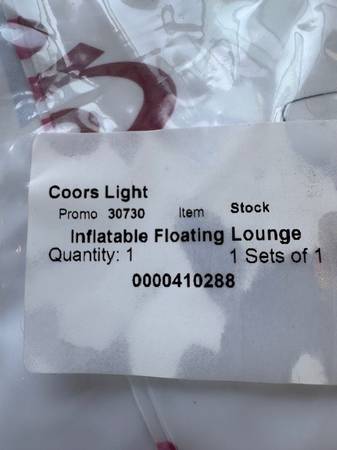 Coors Light
Promo 30730 Item Stock
Inflatable Floating Lounge
Quantity: 1 1 Sets of 1
0000410288